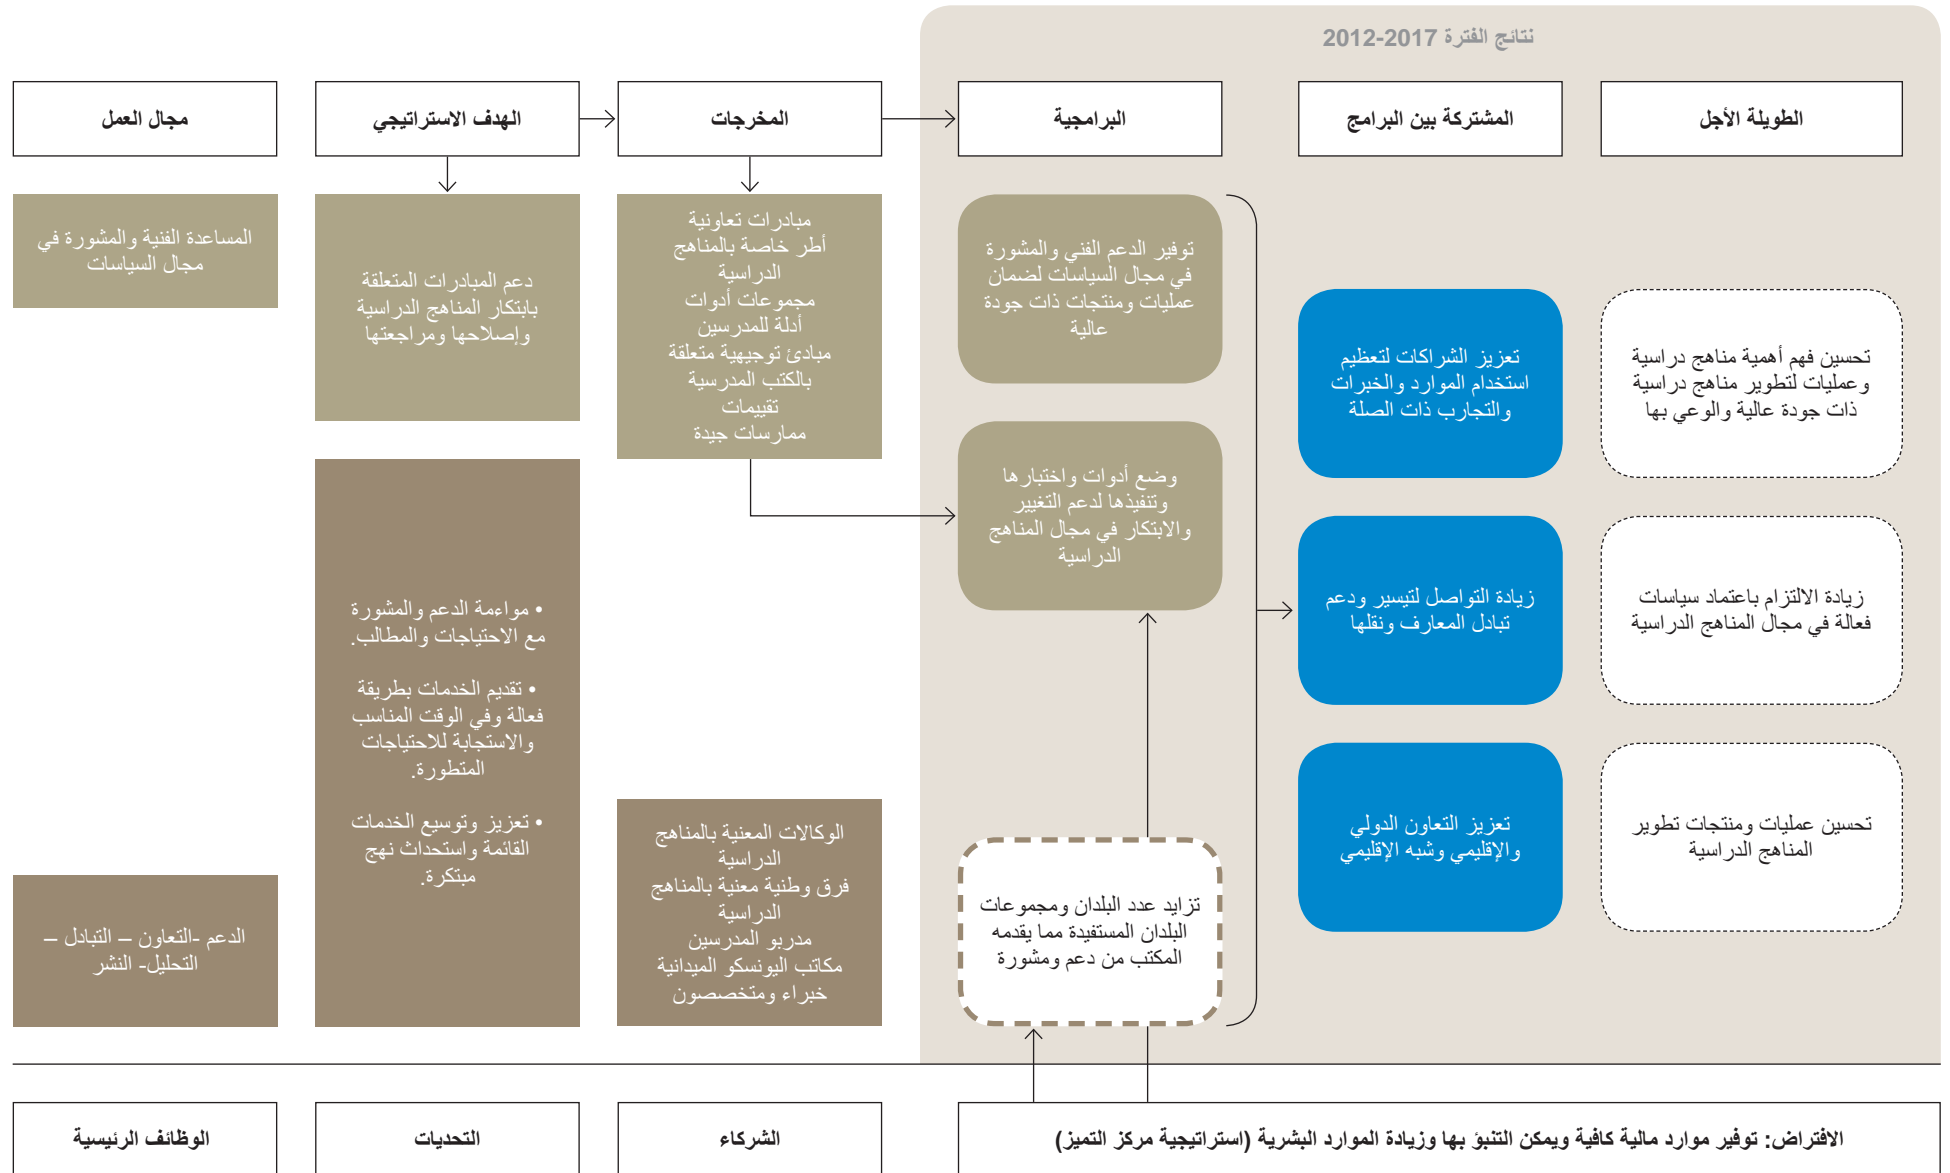 نتائج الفترة 2012-2017
مجال العمل
الهدف الاستراتيجي
المخرجات
البرامجية
المشتركة بين البرامج
الطويلة الأجل
المساعدة الفنية والمشورة في
مجال السياسات
دعم المبادرات المتعلقة
بابتكار المناهج الدراسية
وإصلاحها ومراجعتها
مبادرات تعاونية
أطر خاصة بالمناهج
الدراسية
مجموعات أدوات
أدلة للمدرسين
مبادئ توجيهية متعلقة
بالكتب المدرسية
تقييمات
ممارسات جيدة
توفير الدعم الفني والمشورة
في مجال السياسات لضمان
عمليات ومنتجات ذات جودة
عالية
وضع أدوات واختبارها
وتنفيذها لدعم التغيير
والابتكار في مجال المناهج
الدراسية
تعزيز الشراكات لتعظيم
استخدام الموارد والخبرات
والتجارب ذات الصلة
تحسين فهم أهمية مناهج دراسية
وعمليات لتطوير مناهج دراسية
ذات جودة عالية والوعي بها
زيادة التواصل لتيسير ودعم
تبادل المعارف ونقلها
زيادة الالتزام باعتماد سياسات
فعالة في مجال المناهج الدراسية
• مواءمة الدعم والمشورة
مع الاحتياجات والمطالب.
• تقديم الخدمات بطريقة
فعالة وفي الوقت المناسب
والاستجابة للاحتياجات
المتطورة.
• تعزيز وتوسيع الخدمات
القائمة واستحداث نهج
مبتكرة.
الوكالات المعنية بالمناهج
الدراسية
فرق وطنية معنية بالمناهج
الدراسية
مدربو المدرسين
مكاتب اليونسكو الميدانية
خبراء ومتخصصون
تزايد عدد البلدان ومجموعات
البلدان المستفيدة مما يقدمه
المكتب من دعم ومشورة
تعزيز التعاون الدولي
والإقليمي وشبه الإقليمي
تحسين عمليات ومنتجات تطوير
المناهج الدراسية
الدعم -التعاون – التبادل –
التحليل- النشر
الوظائف الرئيسية
التحديات
الشركاء
الافتراض: توفير موارد مالية كافية ويمكن التنبؤ بها وزيادة الموارد البشرية (استراتيجية مركز التميز)